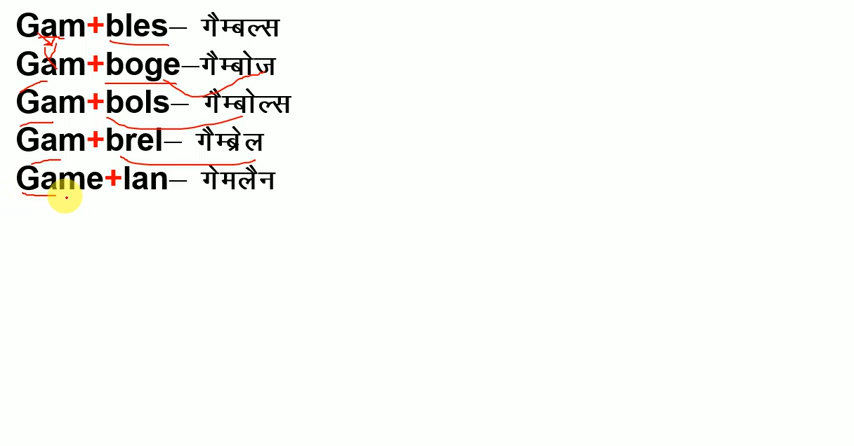 Gam+bles– गैम्बल्स
Gam+boge–गैम्बोज
Gam+bols– गैम्बोल्स
Gam+brel– गैम्ब्रेल
Game+lan– गेमलैन